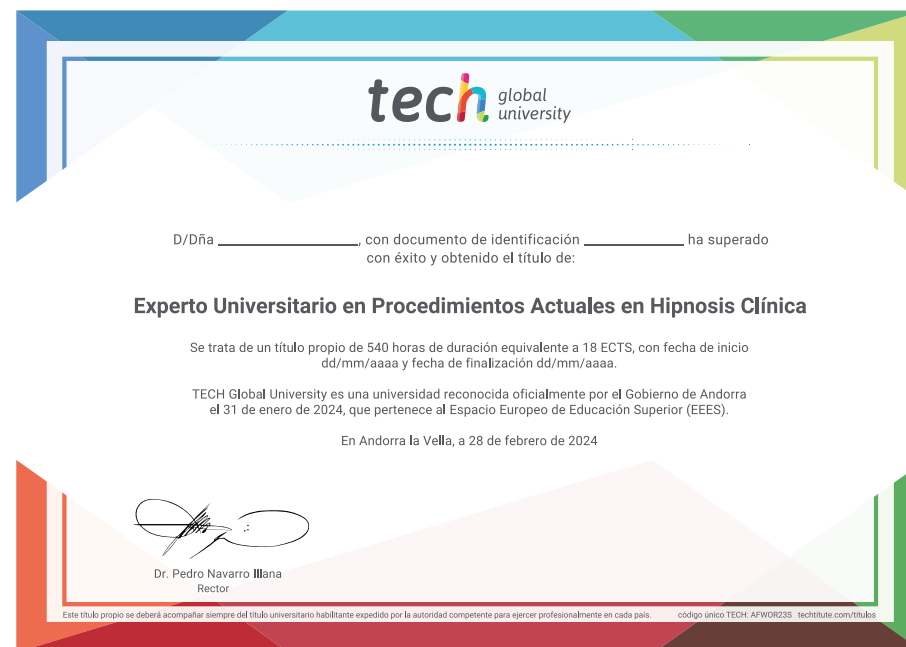 tech global university
D/Dña ____________________, con documento de identificación ______________ ha superado
con éxito y obtenido el título de:
Experto Universitario en Procedimientos Actuales en Hipnosis Clínica
Se trata de un título propio de 540 horas de duración equivalente a 18 ECTS, con fecha de inicio
dd/mm/aaaa y fecha de finalización dd/mm/aaaa.
TECH Global University es una universidad reconocida oficialmente por el Gobierno de Andorra
el 31 de enero de 2024, que pertenece al Espacio Europeo de Educación Superior (EEES).
En Andorra la Vella, a 28 de febrero de 2024
Dr. Pedro Navarro Illana
Rector
Este título propio se deberá acompañar siempre del título universitario habilitante expedido por la autoridad competente para ejercer profesionalmente en cada país. código único TECH: AFWOR23S techtitute.com/titulos